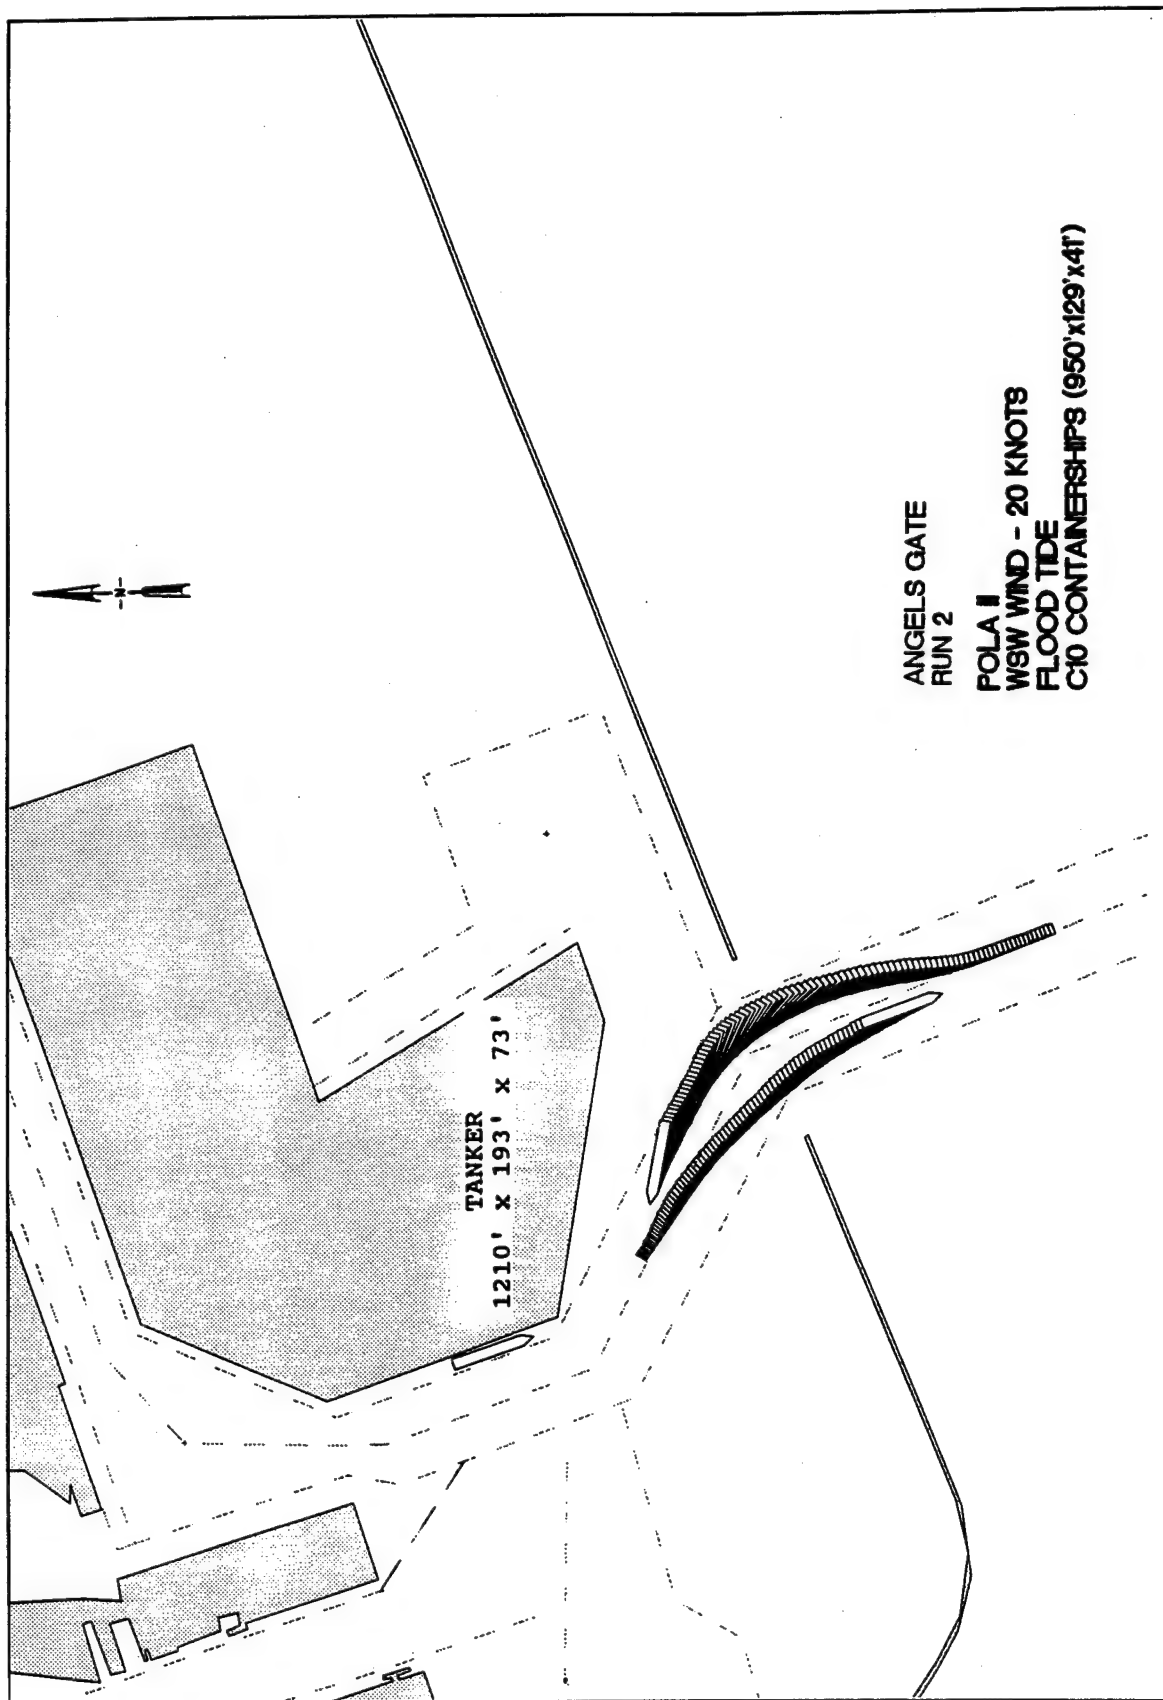 N
TANKER
1210' x 193' x 73'
ANGELS GATE
RUN 2
POLA II
WSW WIND - 20 KNOTS
FLOOD TIDE
C10 CONTAINERSHIPS (950'x129'x41')